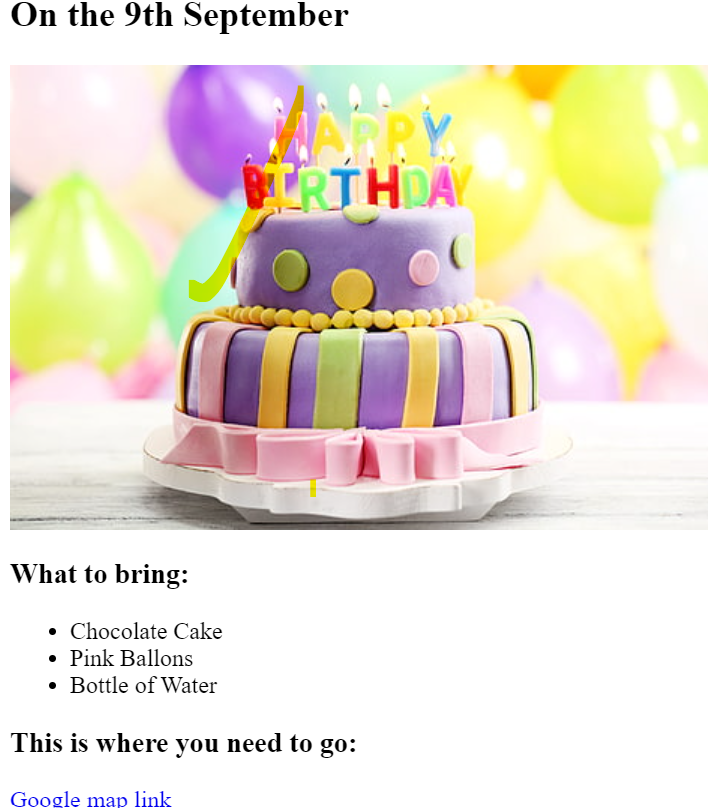 On the 9th September
HAPPY
BIRTHDAY
What to bring:
Chocolate Cake
Pink Ballons
Bottle of Water
This is where you need to go:
Google map link